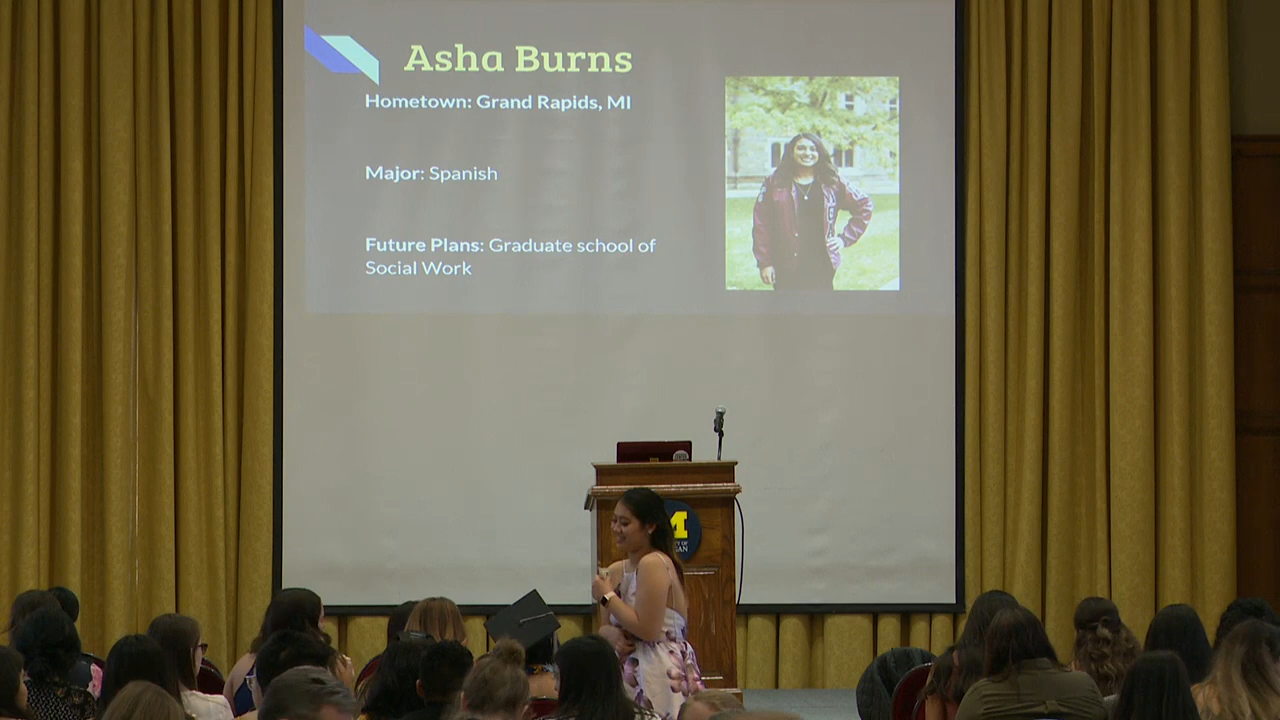 Asha Burns
Hometown: Grand Rapids, MI
Major: Spanish
Future Plans: Graduate school of
Social Work
M